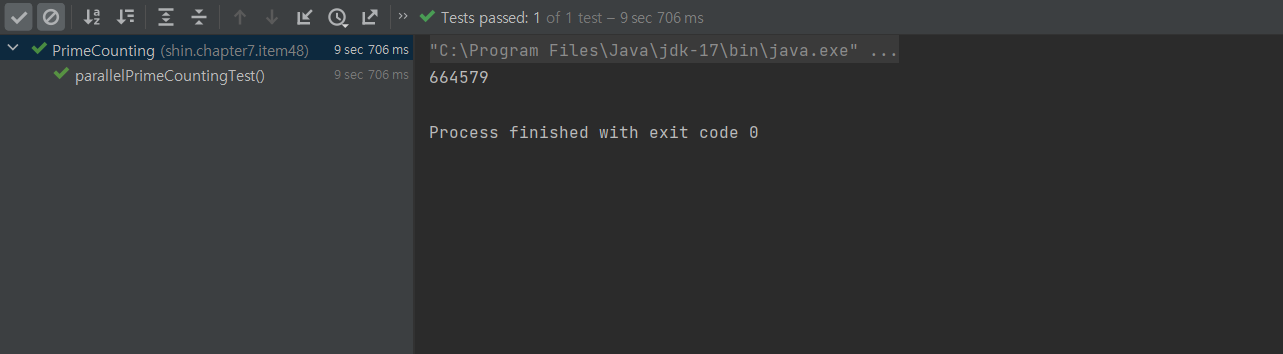 Tests passed: 1 of 1 test – 9 sec 706 ms
PrimeCounting (shin.chapter7.item48) 9 sec 706 ms
parallelPrimeCountingTest() 9 sec 706 ms
"C:\Program Files\Java\jdk-17\bin\java.exe" ...
664579
Process finished with exit code 0